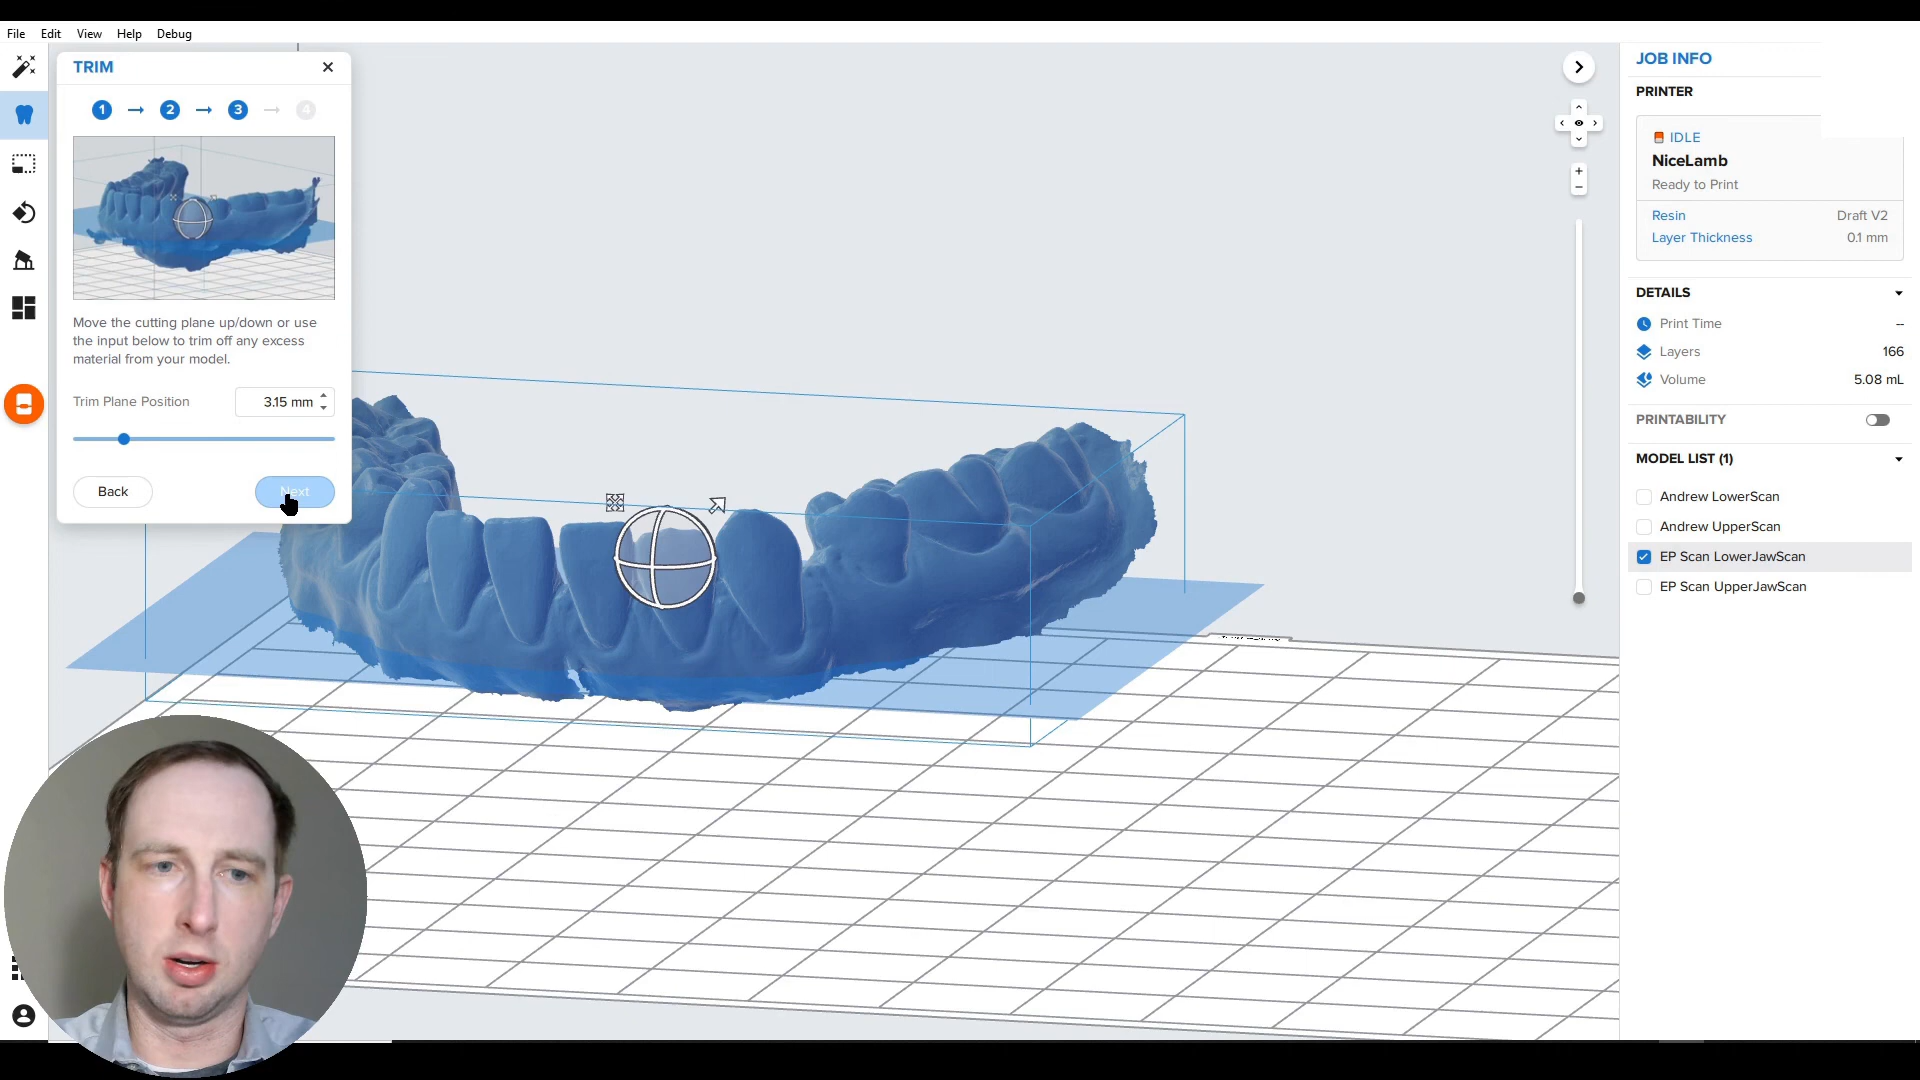 File Edit View Help Debug
TRIM
1 2 3 4
Move the cutting plane up/down or use
the input below to trim off any excess
material from your model.
Trim Plane Position 3.15 mm
Back Next
JOB INFO
PRINTER
IDLE
NiceLamb
Ready to Print
Resin Draft V2
Layer Thickness 0.1 mm
DETAILS
Print Time --
Layers 166
Volume 5.08 mL
PRINTABILITY
MODEL LIST (1)
Andrew LowerScan
Andrew UpperScan
EP Scan LowerJawScan
EP Scan UpperJawScan